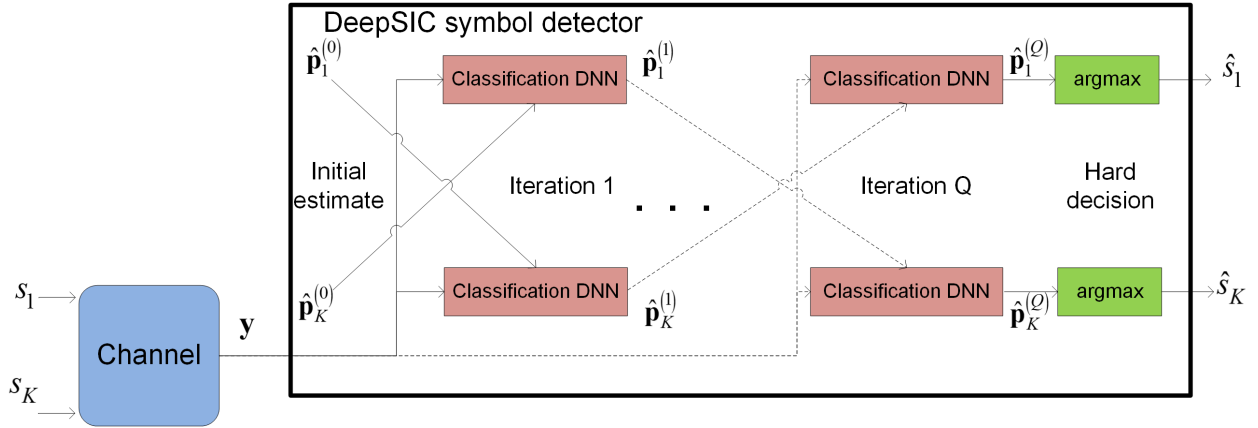 DeepSIC symbol detector
p̂₁⁽⁰⁾
Classification DNN
p̂₁⁽¹⁾
Classification DNN
p̂₁⁽Q⁾
argmax
ŝ₁
Initial
estimate
Iteration 1
. . .
Iteration Q
Hard
decision
p̂_K⁽⁰⁾
Classification DNN
p̂_K⁽¹⁾
Classification DNN
p̂_K⁽Q⁾
argmax
ŝ_K
s₁
s_K
Channel
y